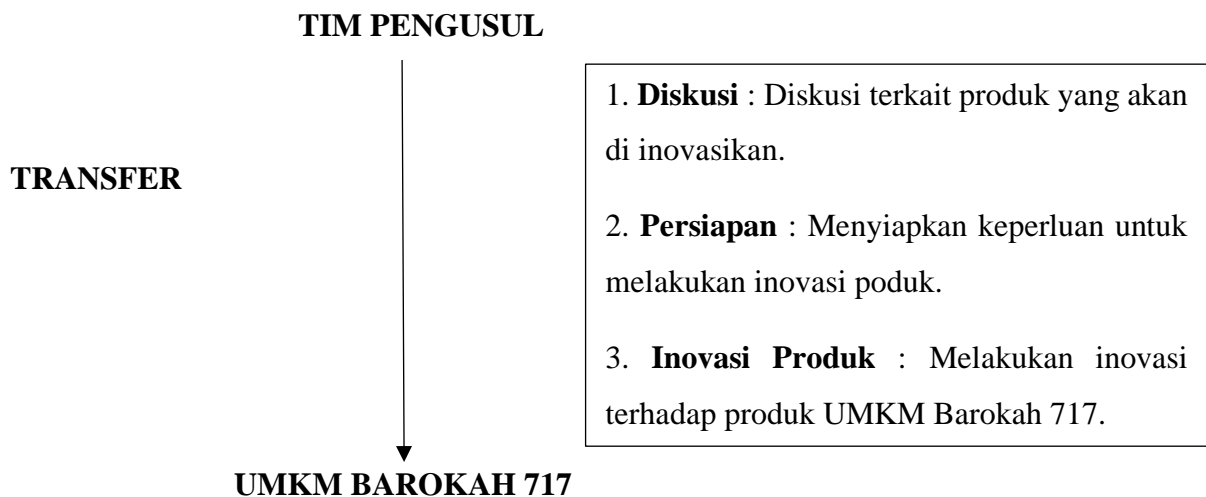 TIM PENGUSUL
TRANSFER
1. Diskusi : Diskusi terkait produk yang akan
di inovasikan.
2. Persiapan : Menyiapkan keperluan untuk
melakukan inovasi poduk.
3. Inovasi Produk : Melakukan inovasi
terhadap produk UMKM Barokah 717.
UMKM BAROKAH 717